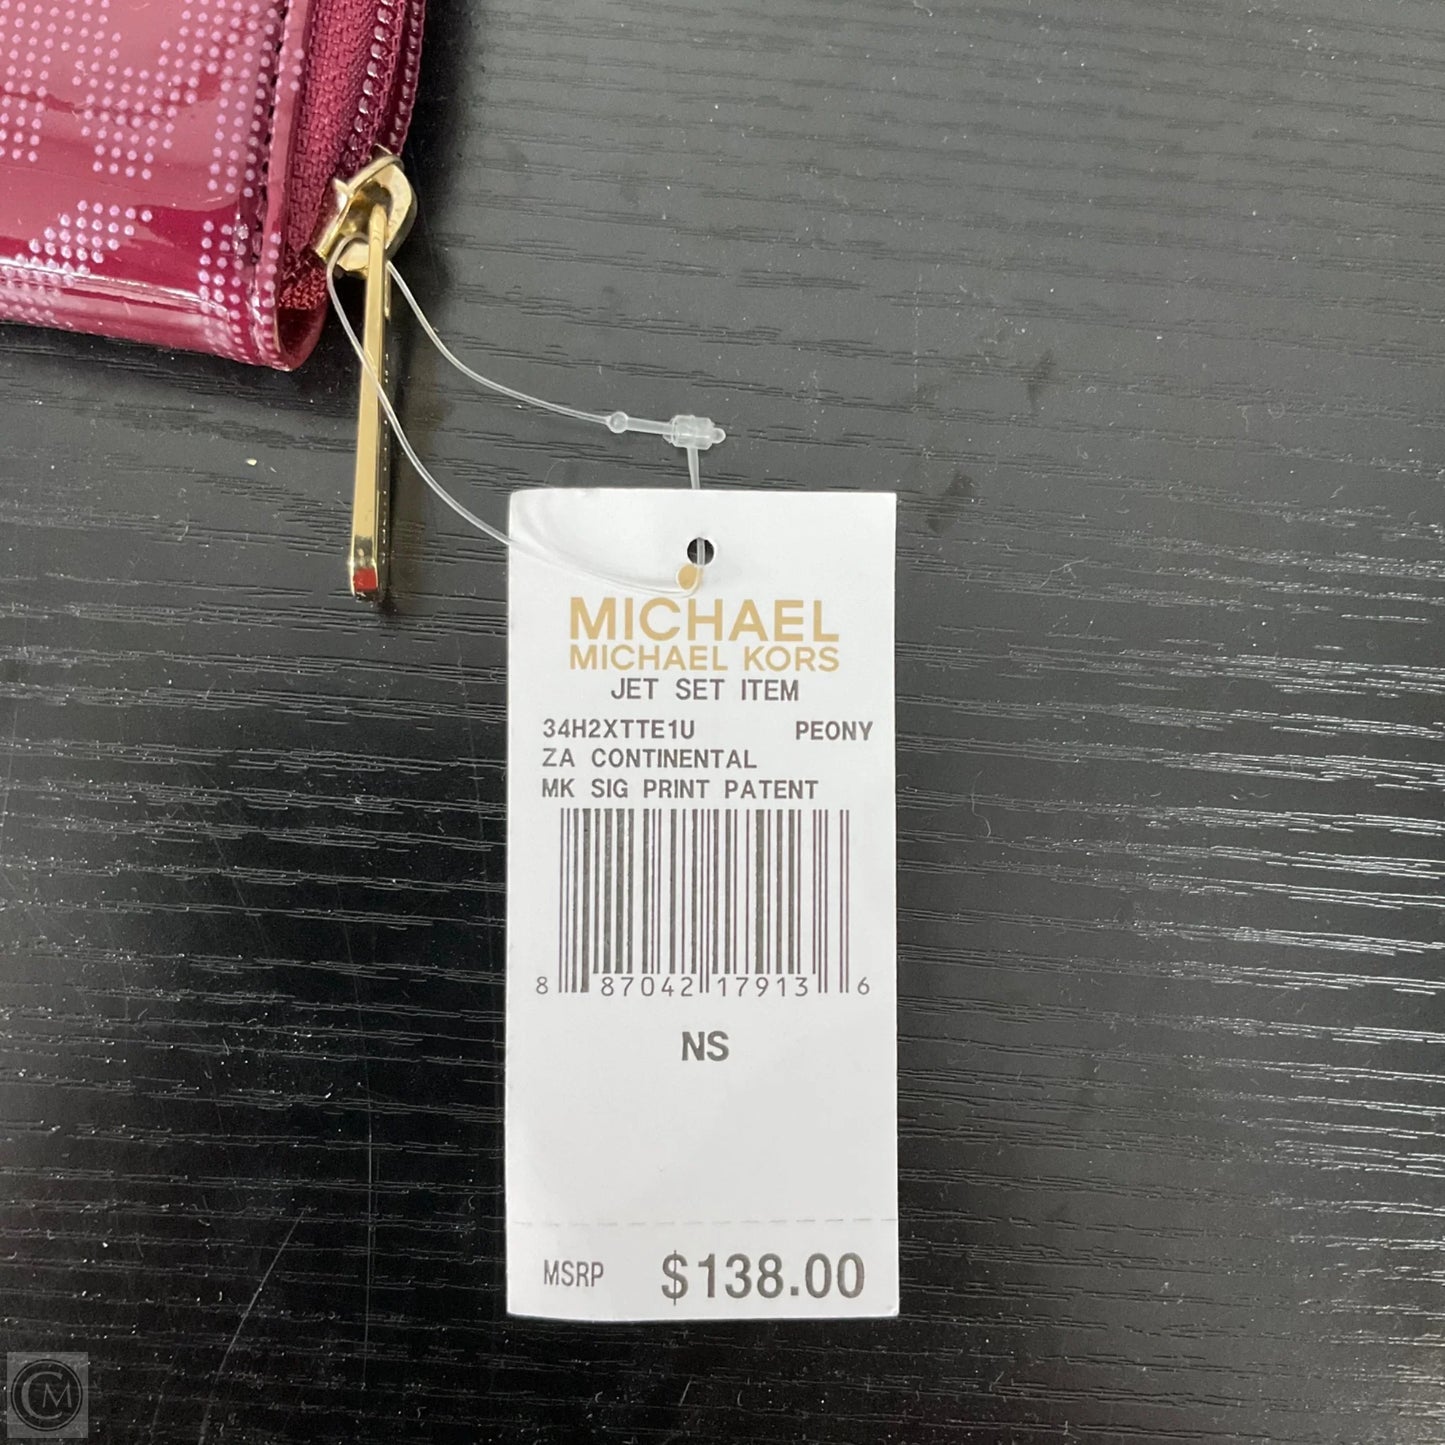 MICHAEL
MICHAEL KORS
JET SET ITEM
34H2XTTE1U PEONY
ZA CONTINENTAL
MK SIG PRINT PATENT
8 87042 17913 6
NS
MSRP $138.00
CM